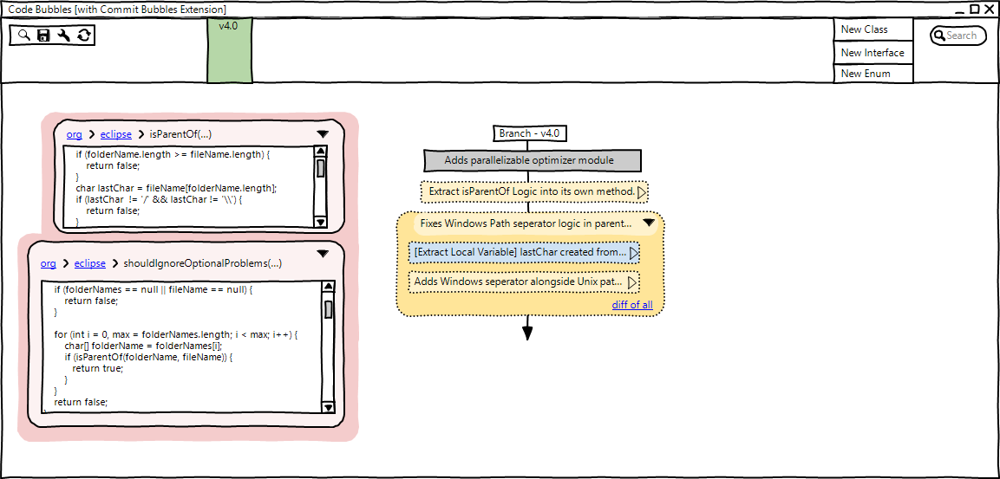 Code Bubbles [with Commit Bubbles Extension]
v4.0
New Class
New Interface
New Enum
Search
org
eclipse
isParentOf(...)
if (folderName.length >= fileName.length) {
return false;
}
char lastChar = fileName[folderName.length];
if (lastChar != '/' && lastChar != '\\') {
return false;
}
org
eclipse
shouldIgnoreOptionalProblems(...)
if (folderNames == null || fileName == null) {
return false;
}
for (int i = 0, max = folderNames.length; i < max; i++) {
char[] folderName = folderNames[i];
if (isParentOf(folderName, fileName)) {
return true;
}
}
return false;
Branch - v4.0
Adds parallelizable optimizer module
Extract isParentOf Logic into its own method.
Fixes Windows Path seperator logic in parent...
[Extract Local Variable] lastChar created from...
Adds Windows seperator alongside Unix pat...
diff of all